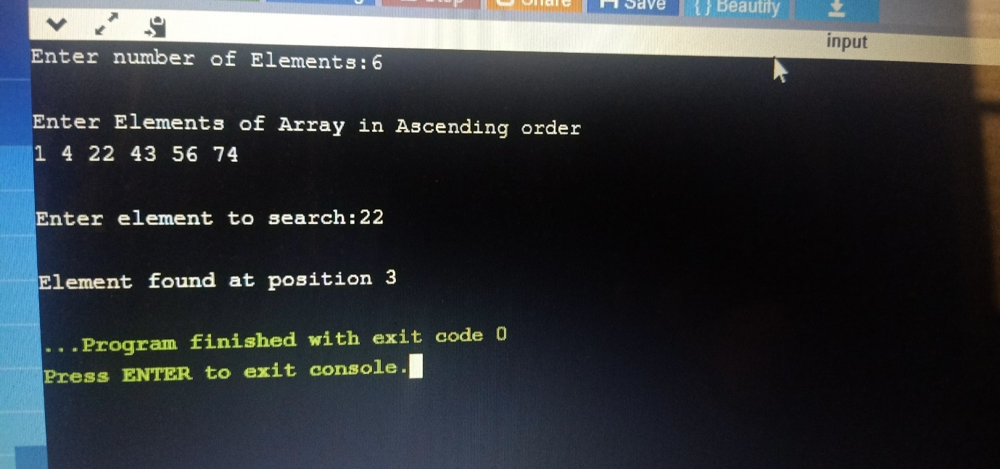 Share Save { } Beautify
input
Enter number of Elements:6
Enter Elements of Array in Ascending order
1 4 22 43 56 74
Enter element to search:22
Element found at position 3
...Program finished with exit code 0
Press ENTER to exit console.